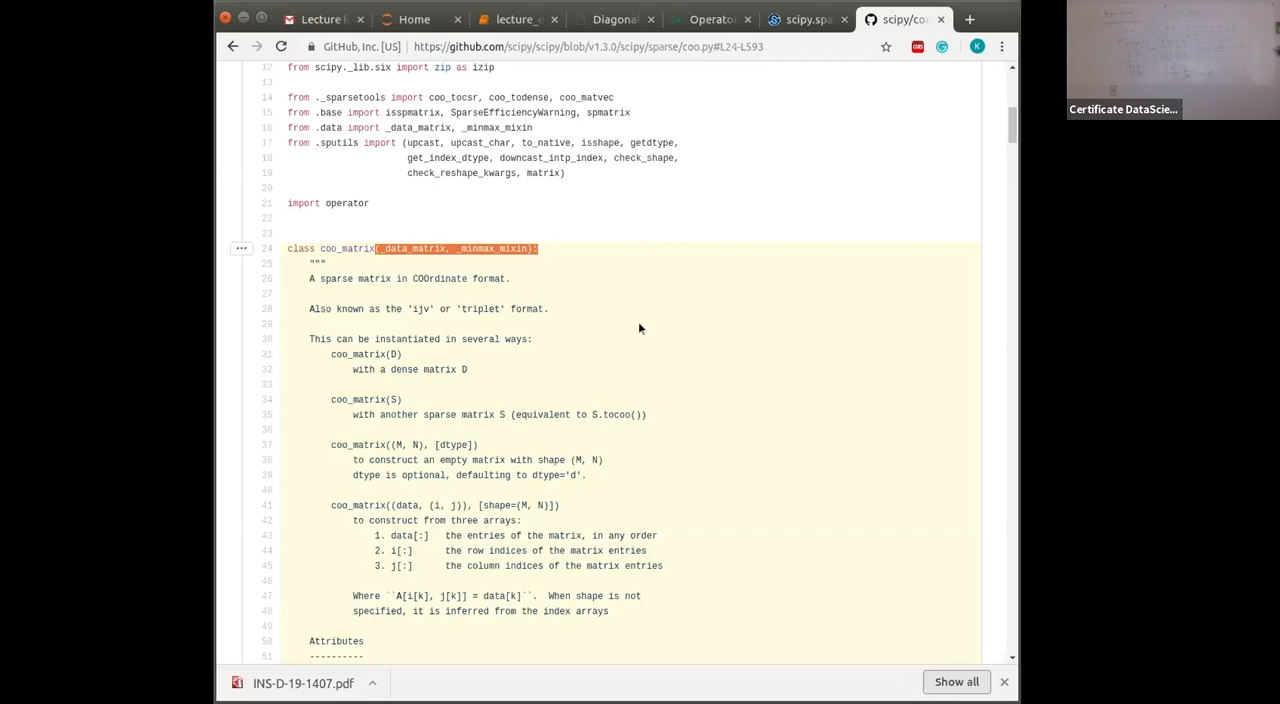 Lecture l
Home
lecture_
Diagona
Operato
scipy.spa
scipy/coo
GitHub, Inc. [US]
https://github.com/scipy/scipy/blob/v1.3.0/scipy/sparse/coo.py#L24-L593
K
Certificate DataScie...
12 from scipy._lib.six import zip as izip
13
14 from ._sparsetools import coo_tocsr, coo_todense, coo_matvec
15 from .base import isspmatrix, SparseEfficiencyWarning, spmatrix
16 from .data import _data_matrix, _minmax_mixin
17 from .sputils import (upcast, upcast_char, to_native, isshape, getdtype,
18 get_index_dtype, downcast_intp_index, check_shape,
19 check_reshape_kwargs, matrix)
20
21 import operator
22
23
24 class coo_matrix(_data_matrix, _minmax_mixin):
25 """
26 A sparse matrix in COOrdinate format.
27
28 Also known as the 'ijv' or 'triplet' format.
29
30 This can be instantiated in several ways:
31 coo_matrix(D)
32 with a dense matrix D
33
34 coo_matrix(S)
35 with another sparse matrix S (equivalent to S.tocoo())
36
37 coo_matrix((M, N), [dtype])
38 to construct an empty matrix with shape (M, N)
39 dtype is optional, defaulting to dtype='d'.
40
41 coo_matrix((data, (i, j)), [shape=(M, N)])
42 to construct from three arrays:
43 1. data[:] the entries of the matrix, in any order
44 2. i[:] the row indices of the matrix entries
45 3. j[:] the column indices of the matrix entries
46
47 Where ``A[i[k], j[k]] = data[k]``. When shape is not
48 specified, it is inferred from the index arrays
49
50 Attributes
51 ----------
INS-D-19-1407.pdf
Show all